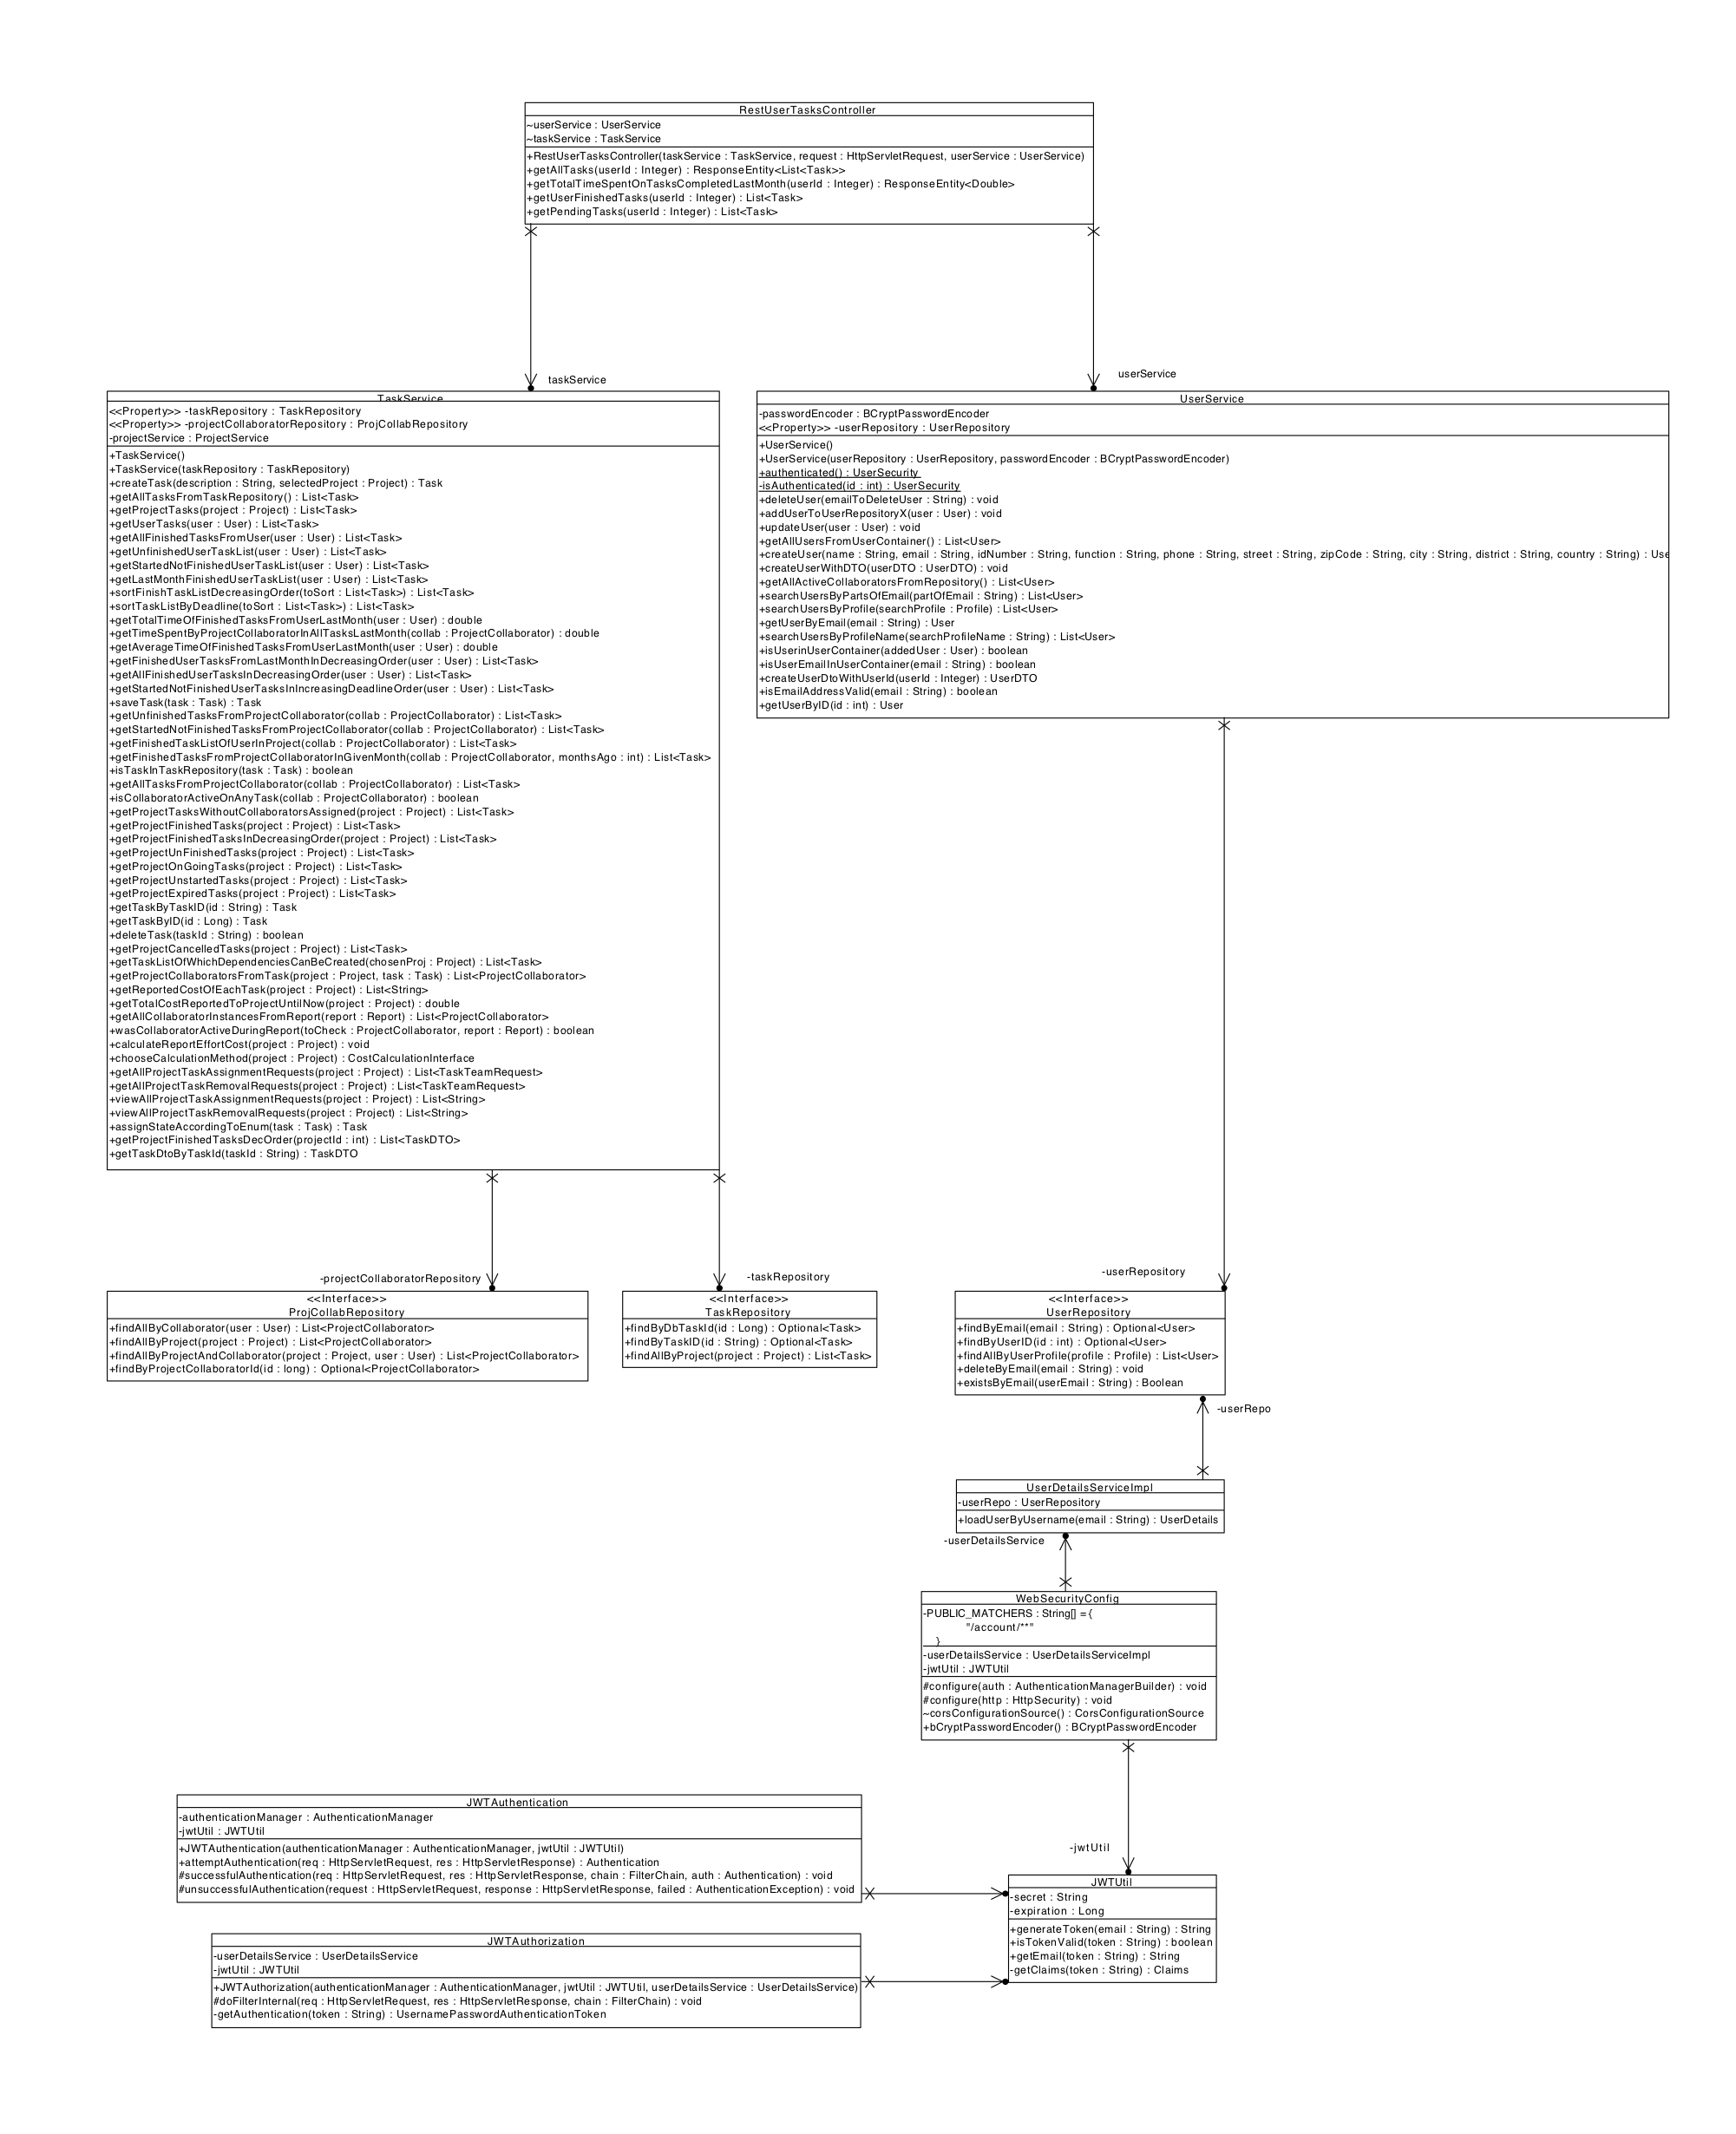 RestUserTasksController
~userService : UserService
~taskService : TaskService
+RestUserTasksController(taskService : TaskService, request : HttpServletRequest, userService : UserService)
+getAllTasks(userId : Integer) : ResponseEntity<List<Task>>
+getTotalTimeSpentOnTasksCompletedLastMonth(userId : Integer) : ResponseEntity<Double>
+getUserFinishedTasks(userId : Integer) : List<Task>
+getPendingTasks(userId : Integer) : List<Task>
taskService
userService
TaskService
<<Property>> -taskRepository : TaskRepository
<<Property>> -projectCollaboratorRepository : ProjCollabRepository
-projectService : ProjectService
+TaskService()
+TaskService(taskRepository : TaskRepository)
+createTask(description : String, selectedProject : Project) : Task
+getAllTasksFromTaskRepository() : List<Task>
+getProjectTasks(project : Project) : List<Task>
+getUserTasks(user : User) : List<Task>
+getAllFinishedTasksFromUser(user : User) : List<Task>
+getUnfinishedUserTaskList(user : User) : List<Task>
+getStartedNotFinishedUserTaskList(user : User) : List<Task>
+getLastMonthFinishedUserTaskList(user : User) : List<Task>
+sortFinishTaskListDecreasingOrder(toSort : List<Task>) : List<Task>
+sortTaskListByDeadline(toSort : List<Task>) : List<Task>
+getTotalTimeOfFinishedTasksFromUserLastMonth(user : User) : double
+getTimeSpentByProjectCollaboratorInAllTasksLastMonth(collab : ProjectCollaborator) : double
+getAverageTimeOfFinishedTasksFromUserLastMonth(user : User) : double
+getFinishedUserTasksFromLastMonthInDecreasingOrder(user : User) : List<Task>
+getAllFinishedUserTasksInDecreasingOrder(user : User) : List<Task>
+getStartedNotFinishedUserTasksInIncreasingDeadlineOrder(user : User) : List<Task>
+saveTask(task : Task) : Task
+getUnfinishedTasksFromProjectCollaborator(collab : ProjectCollaborator) : List<Task>
+getStartedNotFinishedTasksFromProjectCollaborator(collab : ProjectCollaborator) : List<Task>
+getFinishedTaskListOfUserInProject(collab : ProjectCollaborator) : List<Task>
+getFinishedTasksFromProjectCollaboratorInGivenMonth(collab : ProjectCollaborator, monthsAgo : int) : List<Task>
+isTaskInTaskRepository(task : Task) : boolean
+getAllTasksFromProjectCollaborator(collab : ProjectCollaborator) : List<Task>
+isCollaboratorActiveOnAnyTask(collab : ProjectCollaborator) : boolean
+getProjectTasksWithoutCollaboratorsAssigned(project : Project) : List<Task>
+getProjectFinishedTasks(project : Project) : List<Task>
+getProjectFinishedTasksInDecreasingOrder(project : Project) : List<Task>
+getProjectUnFinishedTasks(project : Project) : List<Task>
+getProjectOnGoingTasks(project : Project) : List<Task>
+getProjectUnstartedTasks(project : Project) : List<Task>
+getProjectExpiredTasks(project : Project) : List<Task>
+getTaskByTaskID(id : String) : Task
+getTaskByID(id : Long) : Task
+deleteTask(taskId : String) : boolean
+getProjectCancelledTasks(project : Project) : List<Task>
+getTaskListOfWhichDependenciesCanBeCreated(chosenProj : Project) : List<Task>
+getProjectCollaboratorsFromTask(project : Project, task : Task) : List<ProjectCollaborator>
+getReportedCostOfEachTask(project : Project) : List<String>
+getTotalCostReportedToProjectUntilNow(project : Project) : double
+getAllCollaboratorInstancesFromReport(report : Report) : List<ProjectCollaborator>
+wasCollaboratorActiveDuringReport(toCheck : ProjectCollaborator, report : Report) : boolean
+calculateReportEffortCost(project : Project) : void
+chooseCalculationMethod(project : Project) : CostCalculationInterface
+getAllProjectTaskAssignmentRequests(project : Project) : List<TaskTeamRequest>
+getAllProjectTaskRemovalRequests(project : Project) : List<TaskTeamRequest>
+viewAllProjectTaskAssignmentRequests(project : Project) : List<String>
+viewAllProjectTaskRemovalRequests(project : Project) : List<String>
+assignStateAccordingToEnum(task : Task) : Task
+getProjectFinishedTasksDecOrder(projectId : int) : List<TaskDTO>
+getTaskDtoByTaskId(taskId : String) : TaskDTO
UserService
-passwordEncoder : BCryptPasswordEncoder
<<Property>> -userRepository : UserRepository
+UserService()
+UserService(userRepository : UserRepository, passwordEncoder : BCryptPasswordEncoder)
+authenticated() : UserSecurity
-isAuthenticated(id : int) : UserSecurity
+deleteUser(emailToDeleteUser : String) : void
+addUserToUserRepositoryX(user : User) : void
+updateUser(user : User) : void
+getAllUsersFromUserContainer() : List<User>
+createUser(name : String, email : String, idNumber : String, function : String, phone : String, street : String, zipCode : String, city : String, district : String, country : String) : Use
+createUserWithDTO(userDTO : UserDTO) : void
+getAllActiveCollaboratorsFromRepository() : List<User>
+searchUsersByPartsOfEmail(partOfEmail : String) : List<User>
+searchUsersByProfile(searchProfile : Profile) : List<User>
+getUserByEmail(email : String) : User
+searchUsersByProfileName(searchProfileName : String) : List<User>
+isUserinUserContainer(addedUser : User) : boolean
+isUserEmailInUserContainer(email : String) : boolean
+createUserDtoWithUserId(userId : Integer) : UserDTO
+isEmailAddressValid(email : String) : boolean
+getUserByID(id : int) : User
-projectCollaboratorRepository
-taskRepository
-userRepository
<<Interface>>
ProjCollabRepository
+findAllByCollaborator(user : User) : List<ProjectCollaborator>
+findAllByProject(project : Project) : List<ProjectCollaborator>
+findAllByProjectAndCollaborator(project : Project, user : User) : List<ProjectCollaborator>
+findByProjectCollaboratorId(id : long) : Optional<ProjectCollaborator>
<<Interface>>
TaskRepository
+findByDbTaskId(id : Long) : Optional<Task>
+findByTaskID(id : String) : Optional<Task>
+findAllByProject(project : Project) : List<Task>
<<Interface>>
UserRepository
+findByEmail(email : String) : Optional<User>
+findByUserID(id : int) : Optional<User>
+findAllByUserProfile(profile : Profile) : List<User>
+deleteByEmail(email : String) : void
+existsByEmail(userEmail : String) : Boolean
-userRepo
UserDetailsServiceImpl
-userRepo : UserRepository
+loadUserByUsername(email : String) : UserDetails
-userDetailsService
WebSecurityConfig
-PUBLIC_MATCHERS : String[] = {
"/account/**"
}
-userDetailsService : UserDetailsServiceImpl
-jwtUtil : JWTUtil
#configure(auth : AuthenticationManagerBuilder) : void
#configure(http : HttpSecurity) : void
~corsConfigurationSource() : CorsConfigurationSource
+bCryptPasswordEncoder() : BCryptPasswordEncoder
-jwtUtil
JWTAuthentication
-authenticationManager : AuthenticationManager
-jwtUtil : JWTUtil
+JWTAuthentication(authenticationManager : AuthenticationManager, jwtUtil : JWTUtil)
+attemptAuthentication(req : HttpServletRequest, res : HttpServletResponse) : Authentication
#successfulAuthentication(req : HttpServletRequest, res : HttpServletResponse, chain : FilterChain, auth : Authentication) : void
#unsuccessfulAuthentication(request : HttpServletRequest, response : HttpServletResponse, failed : AuthenticationException) : void
JWTUtil
-secret : String
-expiration : Long
+generateToken(email : String) : String
+isTokenValid(token : String) : boolean
+getEmail(token : String) : String
-getClaims(token : String) : Claims
JWTAuthorization
-userDetailsService : UserDetailsService
-jwtUtil : JWTUtil
+JWTAuthorization(authenticationManager : AuthenticationManager, jwtUtil : JWTUtil, userDetailsService : UserDetailsService)
#doFilterInternal(req : HttpServletRequest, res : HttpServletResponse, chain : FilterChain) : void
-getAuthentication(token : String) : UsernamePasswordAuthenticationToken